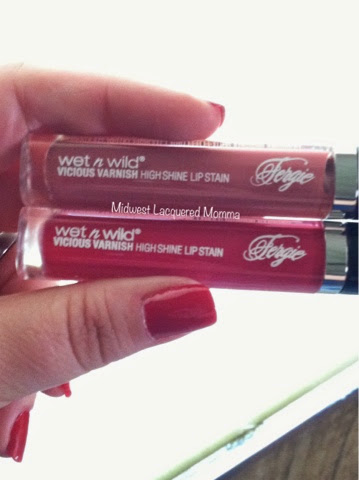 wet n wild®
VICIOUS VARNISH HIGH SHINE LIP STAIN
Fergie
Midwest Lacquered Momma
wet n wild®
VICIOUS VARNISH HIGH SHINE LIP STAIN
Fergie